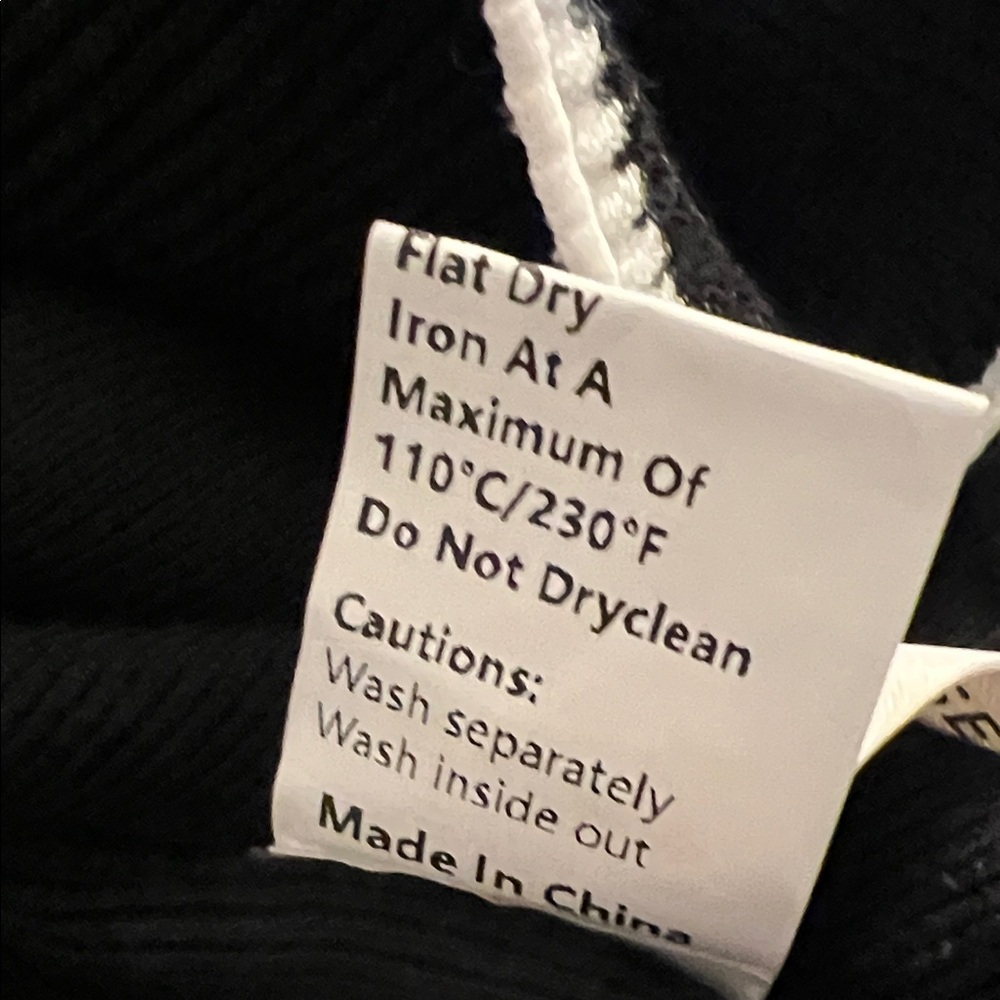 Flat Dry
Iron At A
Maximum Of
110°C/230°F
Do Not Dryclean
Cautions:
Wash separately
Wash inside out
Made In China